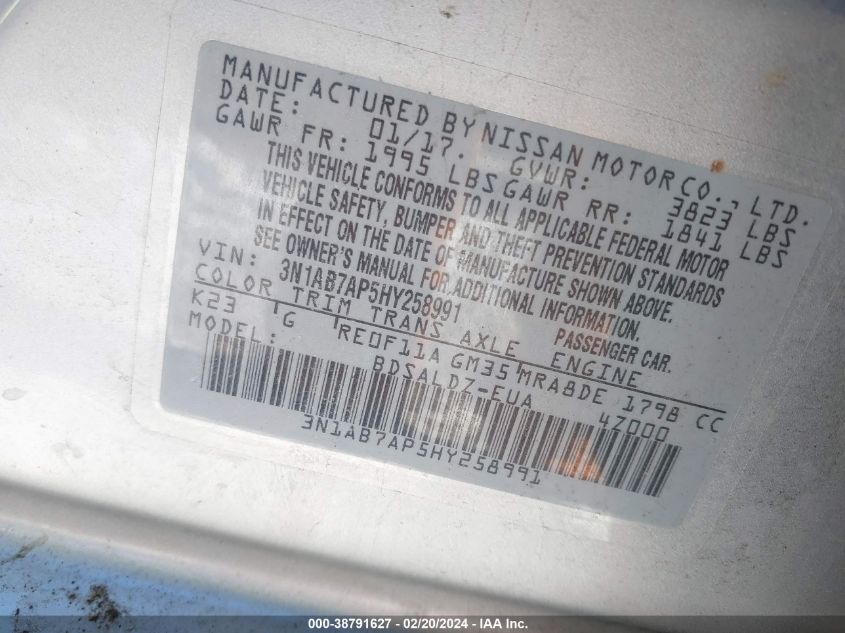 MANUFACTURED BY NISSAN MOTOR CO., LTD.
DATE: 01/17. GVWR: 3823 LBS
GAWR FR: 1995 LBS GAWR RR: 1841 LBS
THIS VEHICLE CONFORMS TO ALL APPLICABLE FEDERAL MOTOR
VEHICLE SAFETY, BUMPER AND THEFT PREVENTION STANDARDS
IN EFFECT ON THE DATE OF MANUFACTURE SHOWN ABOVE.
SEE OWNER'S MANUAL FOR ADDITIONAL INFORMATION.
VIN: 3N1AB7AP5HY258991 PASSENGER CAR.
COLOR TRIM TRANS AXLE ENGINE
K23 G RE0F11A GM35 MRA8DE 1798 CC
MODEL: BDSALDZ-EUA 4Z000
3N1AB7AP5HY258991
000-38791627 - 02/20/2024 - IAA Inc.